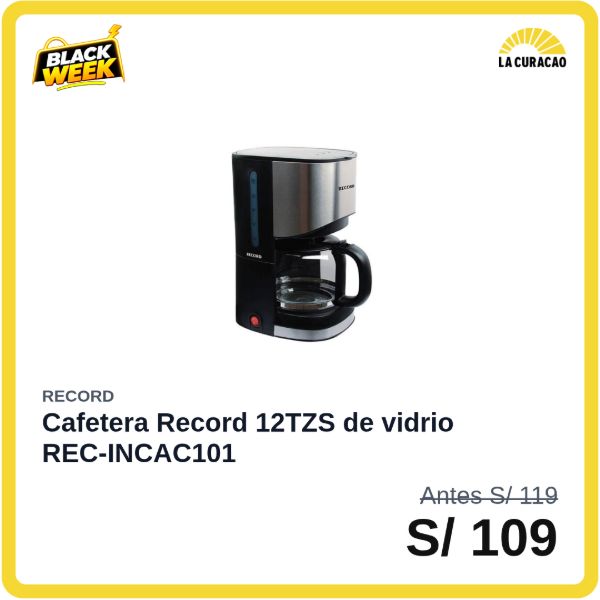 BLACK
WEEK
LA CURACAO
RECORD
RECORD
RECORD
Cafetera Record 12TZS de vidrio
REC-INCAC101
Antes S/ 119
S/ 109